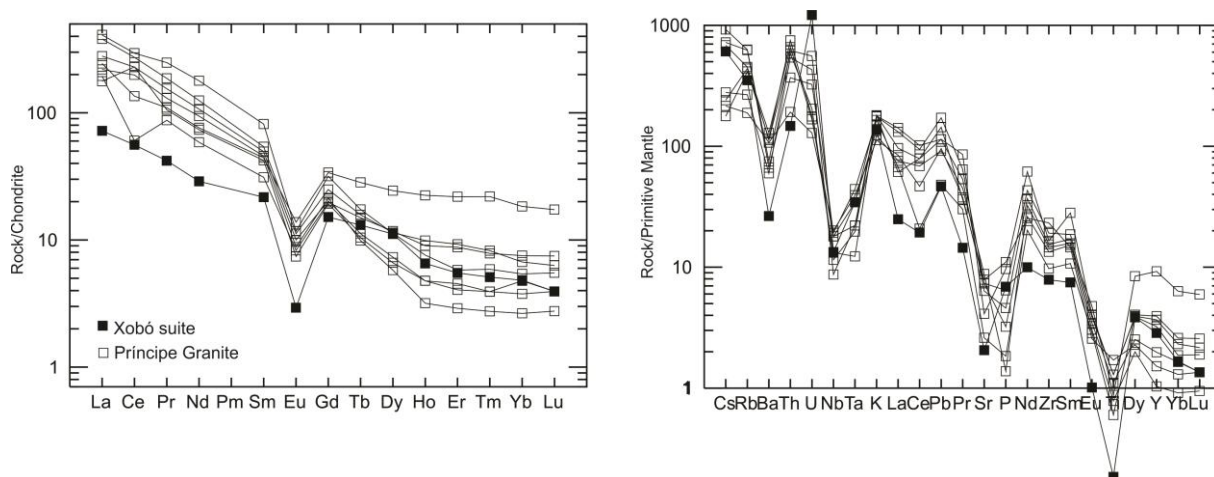 Rock/Chondrite
100
10
1
Xobó suite
Príncipe Granite
La Ce Pr Nd Pm Sm Eu Gd Tb Dy Ho Er Tm Yb Lu
Rock/Primitive Mantle
1000
100
10
1
CsRbBaTh U Nb Ta K LaCePb Pr Sr P NdZrSmEu Dy Y YbLu